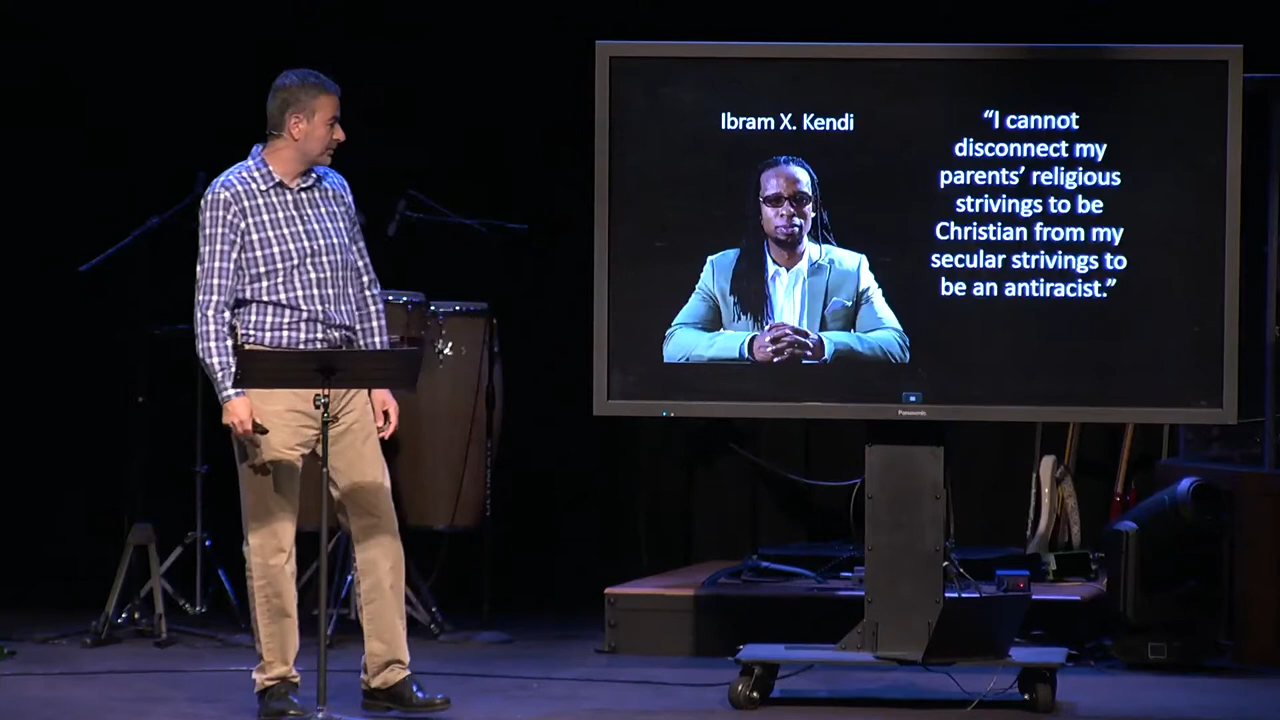 Ibram X. Kendi
“I cannot
disconnect my
parents’ religious
strivings to be
Christian from my
secular strivings to
be an antiracist.”
Panasonic